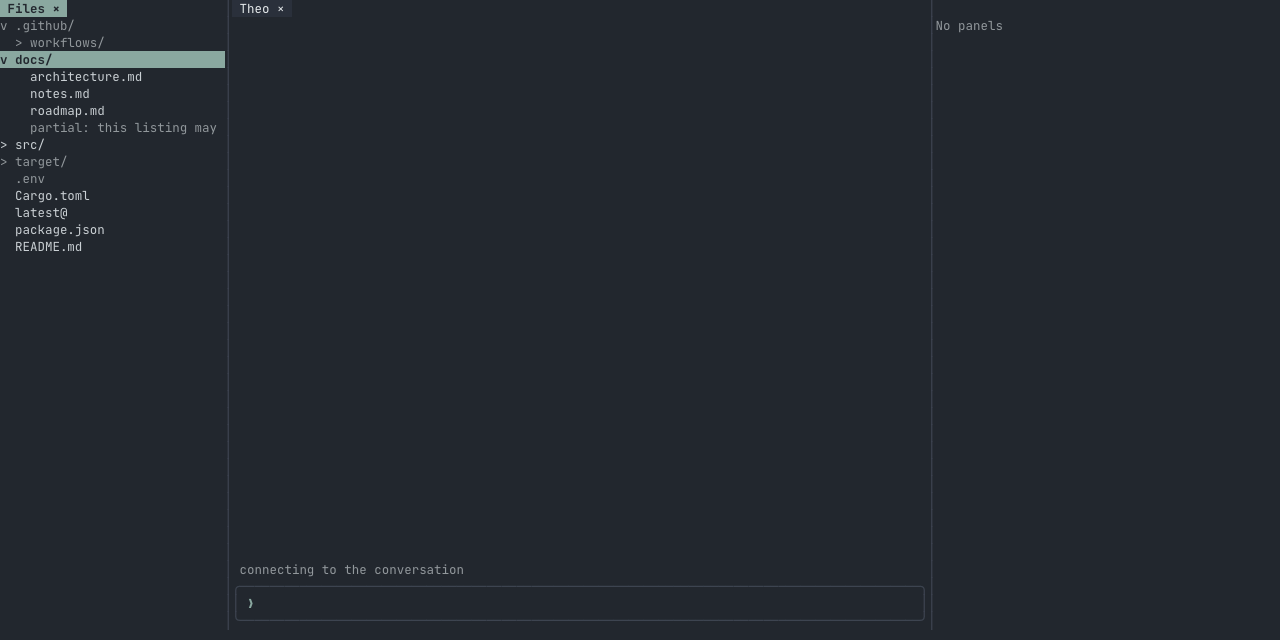 Files ×
v .github/
> workflows/
v docs/
architecture.md
notes.md
roadmap.md
partial: this listing may
> src/
> target/
.env
Cargo.toml
latest@
package.json
README.md
Theo ×
connecting to the conversation
❯
No panels